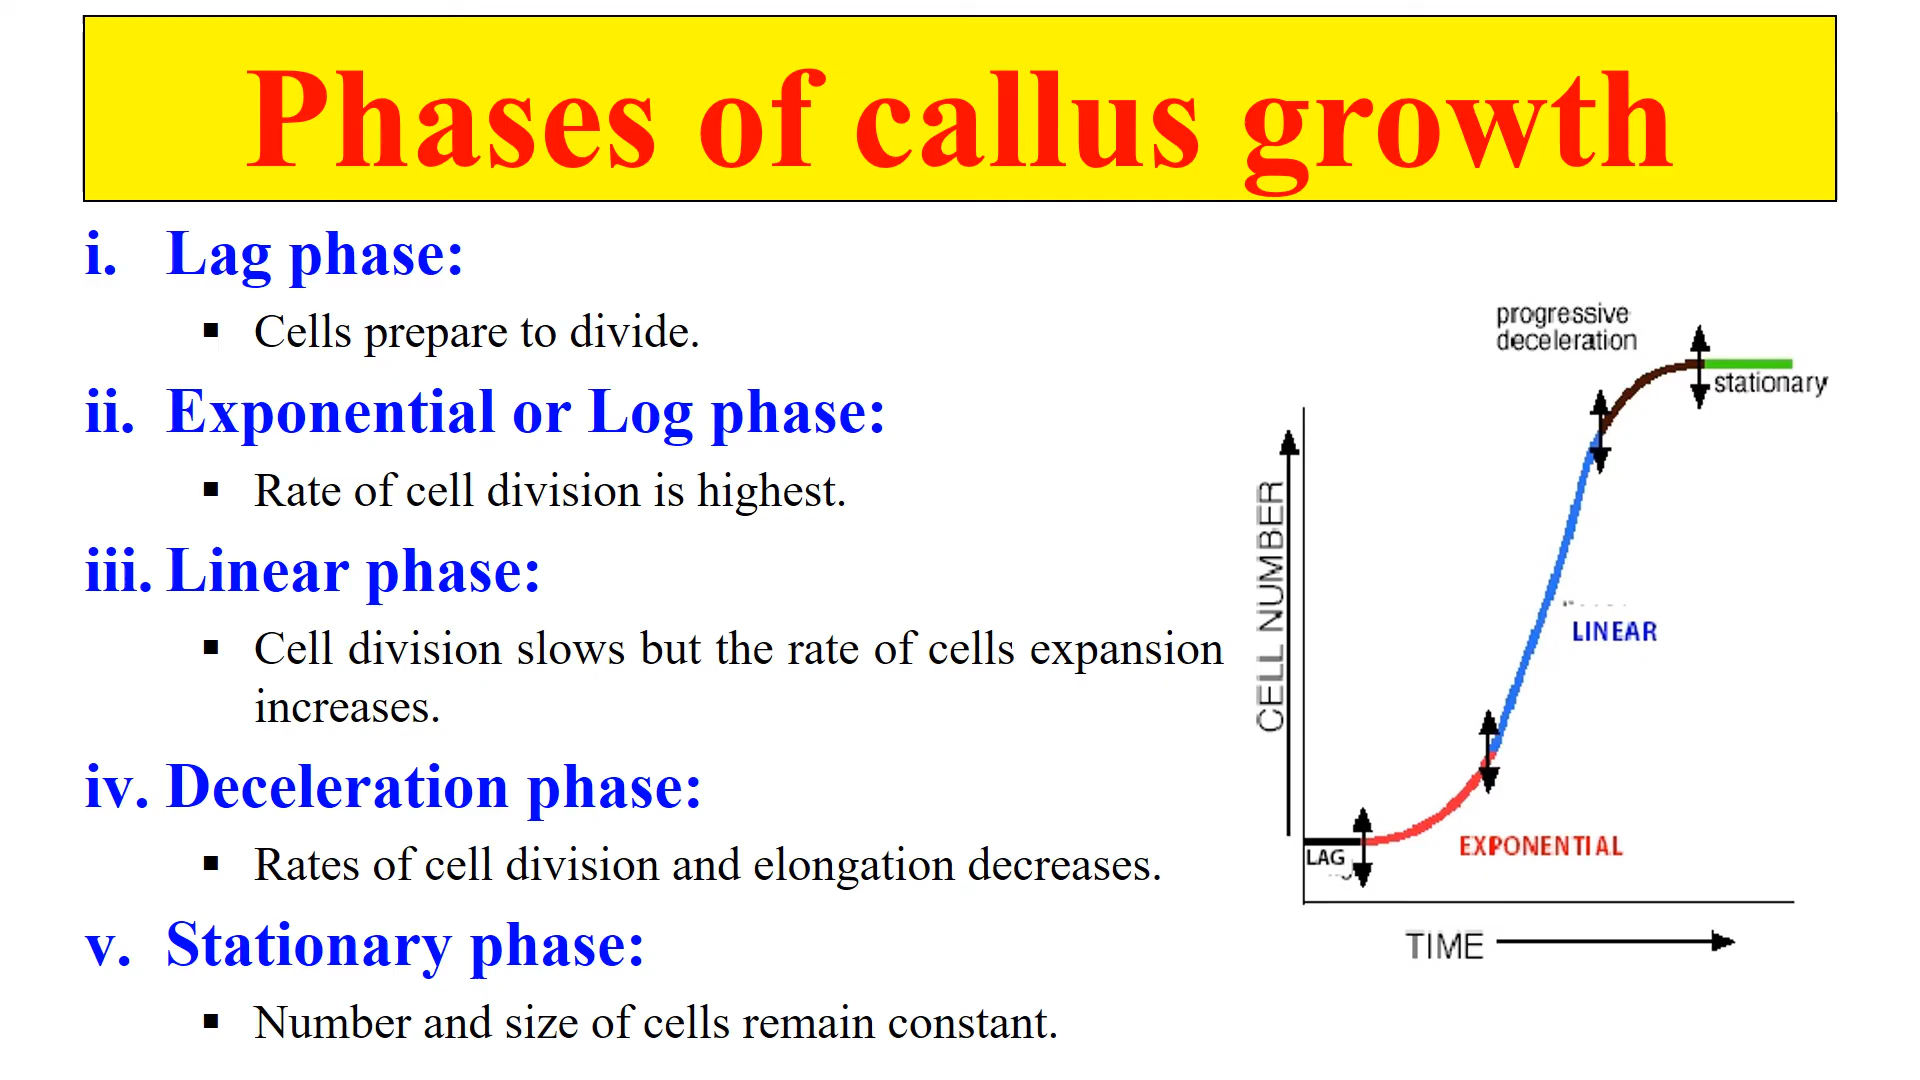 Phases of callus growth
i. Lag phase:
▪ Cells prepare to divide.
ii. Exponential or Log phase:
▪ Rate of cell division is highest.
iii. Linear phase:
▪ Cell division slows but the rate of cells expansion
increases.
iv. Deceleration phase:
▪ Rates of cell division and elongation decreases.
v. Stationary phase:
▪ Number and size of cells remain constant.
progressive
deceleration
stationary
CELL NUMBER
LINEAR
EXPONENTIAL
LAG
TIME